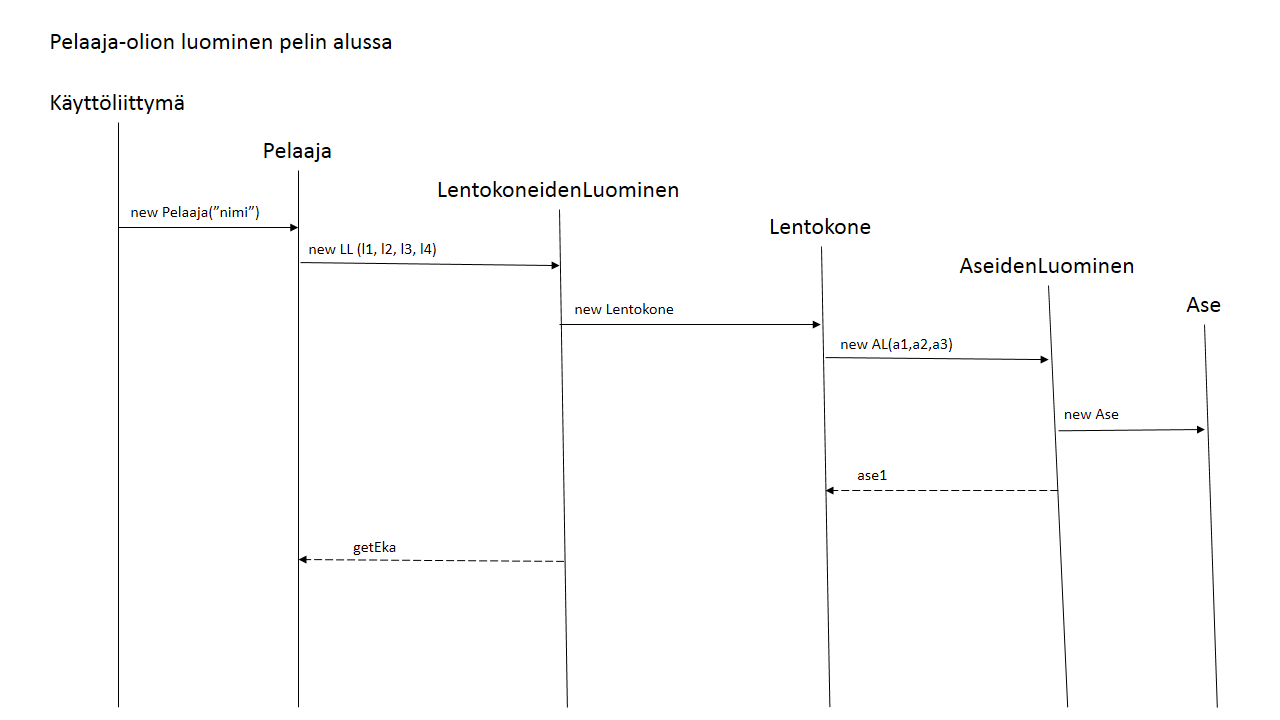 Pelaaja-olion luominen pelin alussa
Käyttöliittymä
Pelaaja
LentokoneidenLuominen
new Pelaaja(”nimi”)
Lentokone
new LL (l1, l2, l3, l4)
AseidenLuominen
Ase
new Lentokone
new AL(a1,a2,a3)
new Ase
ase1
getEka